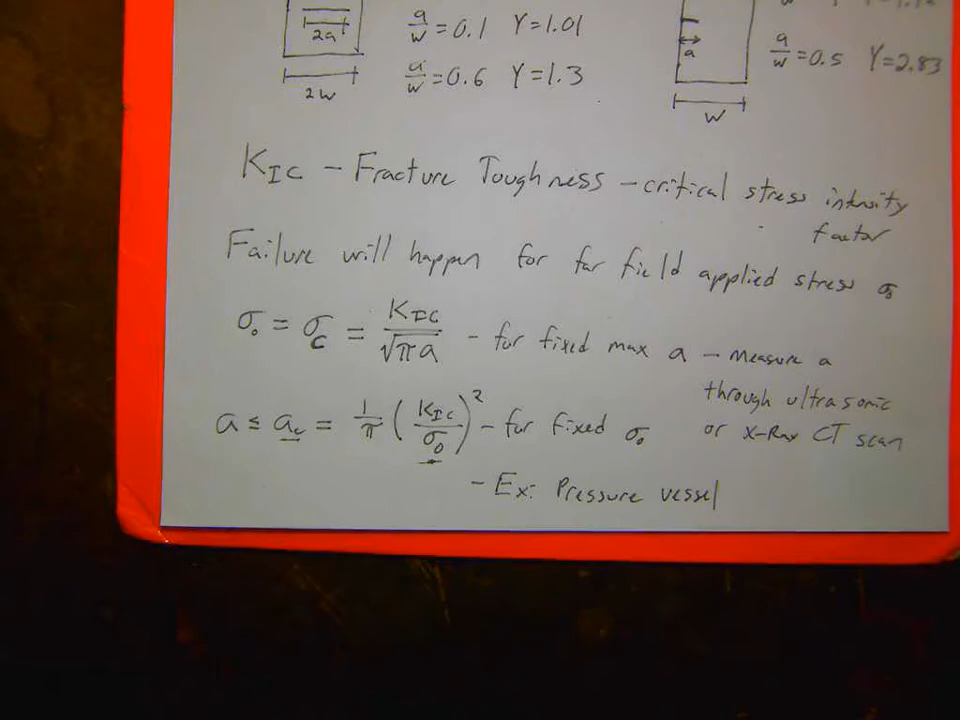 a/w = 0.1 Y = 1.01
2a
a/w = 0.6 Y = 1.3
2w
a
a/w = 0.5 Y = 2.83
w
K_IC – Fracture Toughness – critical stress intensity factor
Failure will happen for far field applied stress σ₀
σ₀ = σ_c = K_IC / √πa – for fixed max a – measure a through ultrasonic or X-Ray CT scan
a ≤ a_c = 1/π (K_IC / σ₀)² – for fixed σ₀
– Ex: Pressure vessel